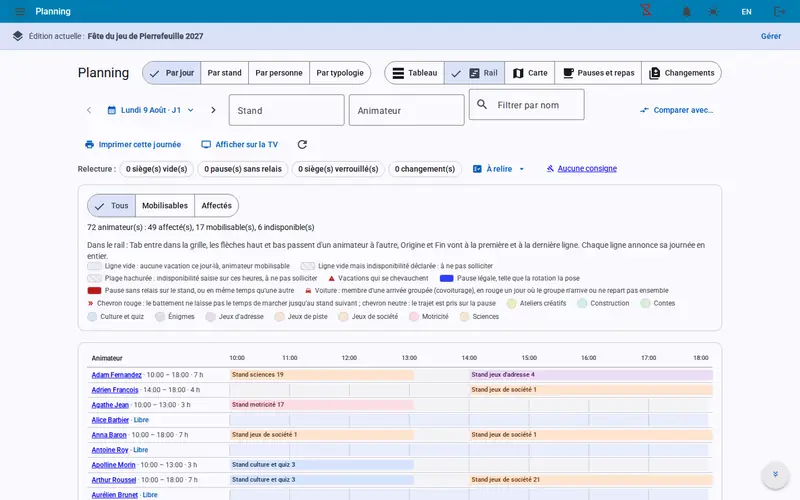 Planning
EN
Édition actuelle : Fête du jeu de Pierrefeuille 2027
Gérer
Planning
Par jour
Par stand
Par personne
Par typologie
Tableau
Rail
Carte
Pauses et repas
Changements
Lundi 9 Août · J1
Stand
Animateur
Filtrer par nom
Comparer avec…
Imprimer cette journée
Afficher sur la TV
Relecture :
0 siège(s) vide(s)
0 pause(s) sans relais
0 siège(s) verrouillé(s)
0 changement(s)
À relire
Aucune consigne
Tous
Mobilisables
Affectés
72 animateur(s) : 49 affecté(s), 17 mobilisable(s), 6 indisponible(s)
Dans le rail : Tab entre dans la grille, les flèches haut et bas passent d'un animateur à l'autre, Origine et Fin vont à la première et à la dernière ligne. Chaque ligne annonce sa journée en
entier.
Ligne vide : aucune vacation ce jour-là, animateur mobilisable
Ligne vide mais indisponibilité déclarée : à ne pas solliciter
Plage hachurée : indisponibilité saisie sur ces heures, à ne pas solliciter
Vacations qui se chevauchent
Pause légale, telle que la rotation la pose
Pause sans relais sur le stand, ou en même temps qu'une autre
Voiture : membre d'une arrivée groupée (covoiturage), en rouge un jour où le groupe n'arrive ou ne repart pas ensemble
Chevron rouge : le battement ne laisse pas le temps de marcher jusqu'au stand suivant ; chevron neutre : le trajet est pris sur la pause
Ateliers créatifs
Construction
Contes
Culture et quiz
Énigmes
Jeux d'adresse
Jeux de piste
Jeux de société
Motricité
Sciences
Animateur
10:00
11:00
12:00
13:00
14:00
15:00
16:00
17:00
18:00
Adam Fernandez · 10:00 – 18:00 · 7 h
Stand sciences 19
Stand jeux d'adresse 4
Adrien Francois · 14:00 – 18:00 · 4 h
Stand jeux de société 1
Agathe Jean · 10:00 – 13:00 · 3 h
Stand motricité 17
Alice Barbier · Libre
Anna Baron · 10:00 – 18:00 · 7 h
Stand jeux de société 1
Stand jeux de société 1
Antoine Roy · Libre
Apolline Morin · 10:00 – 13:00 · 3 h
Stand culture et quiz 3
Arthur Roussel · 10:00 – 18:00 · 7 h
Stand culture et quiz 3
Stand jeux de société 21
Aurélien Brunet · Libre